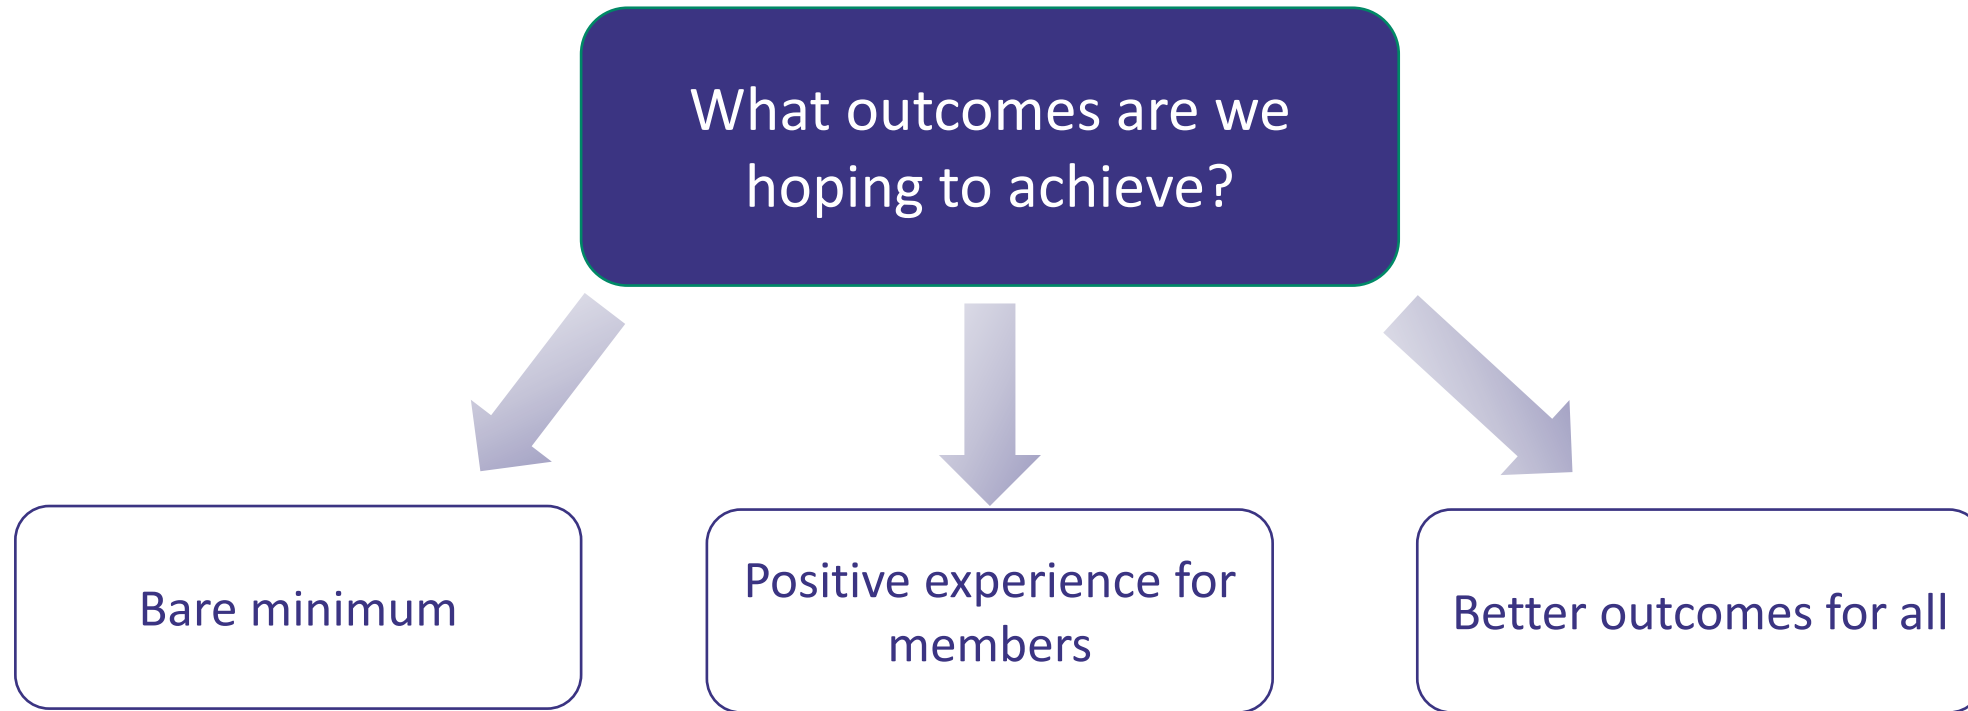 What outcomes are we
hoping to achieve?
Bare minimum
Positive experience for
members
Better outcomes for all